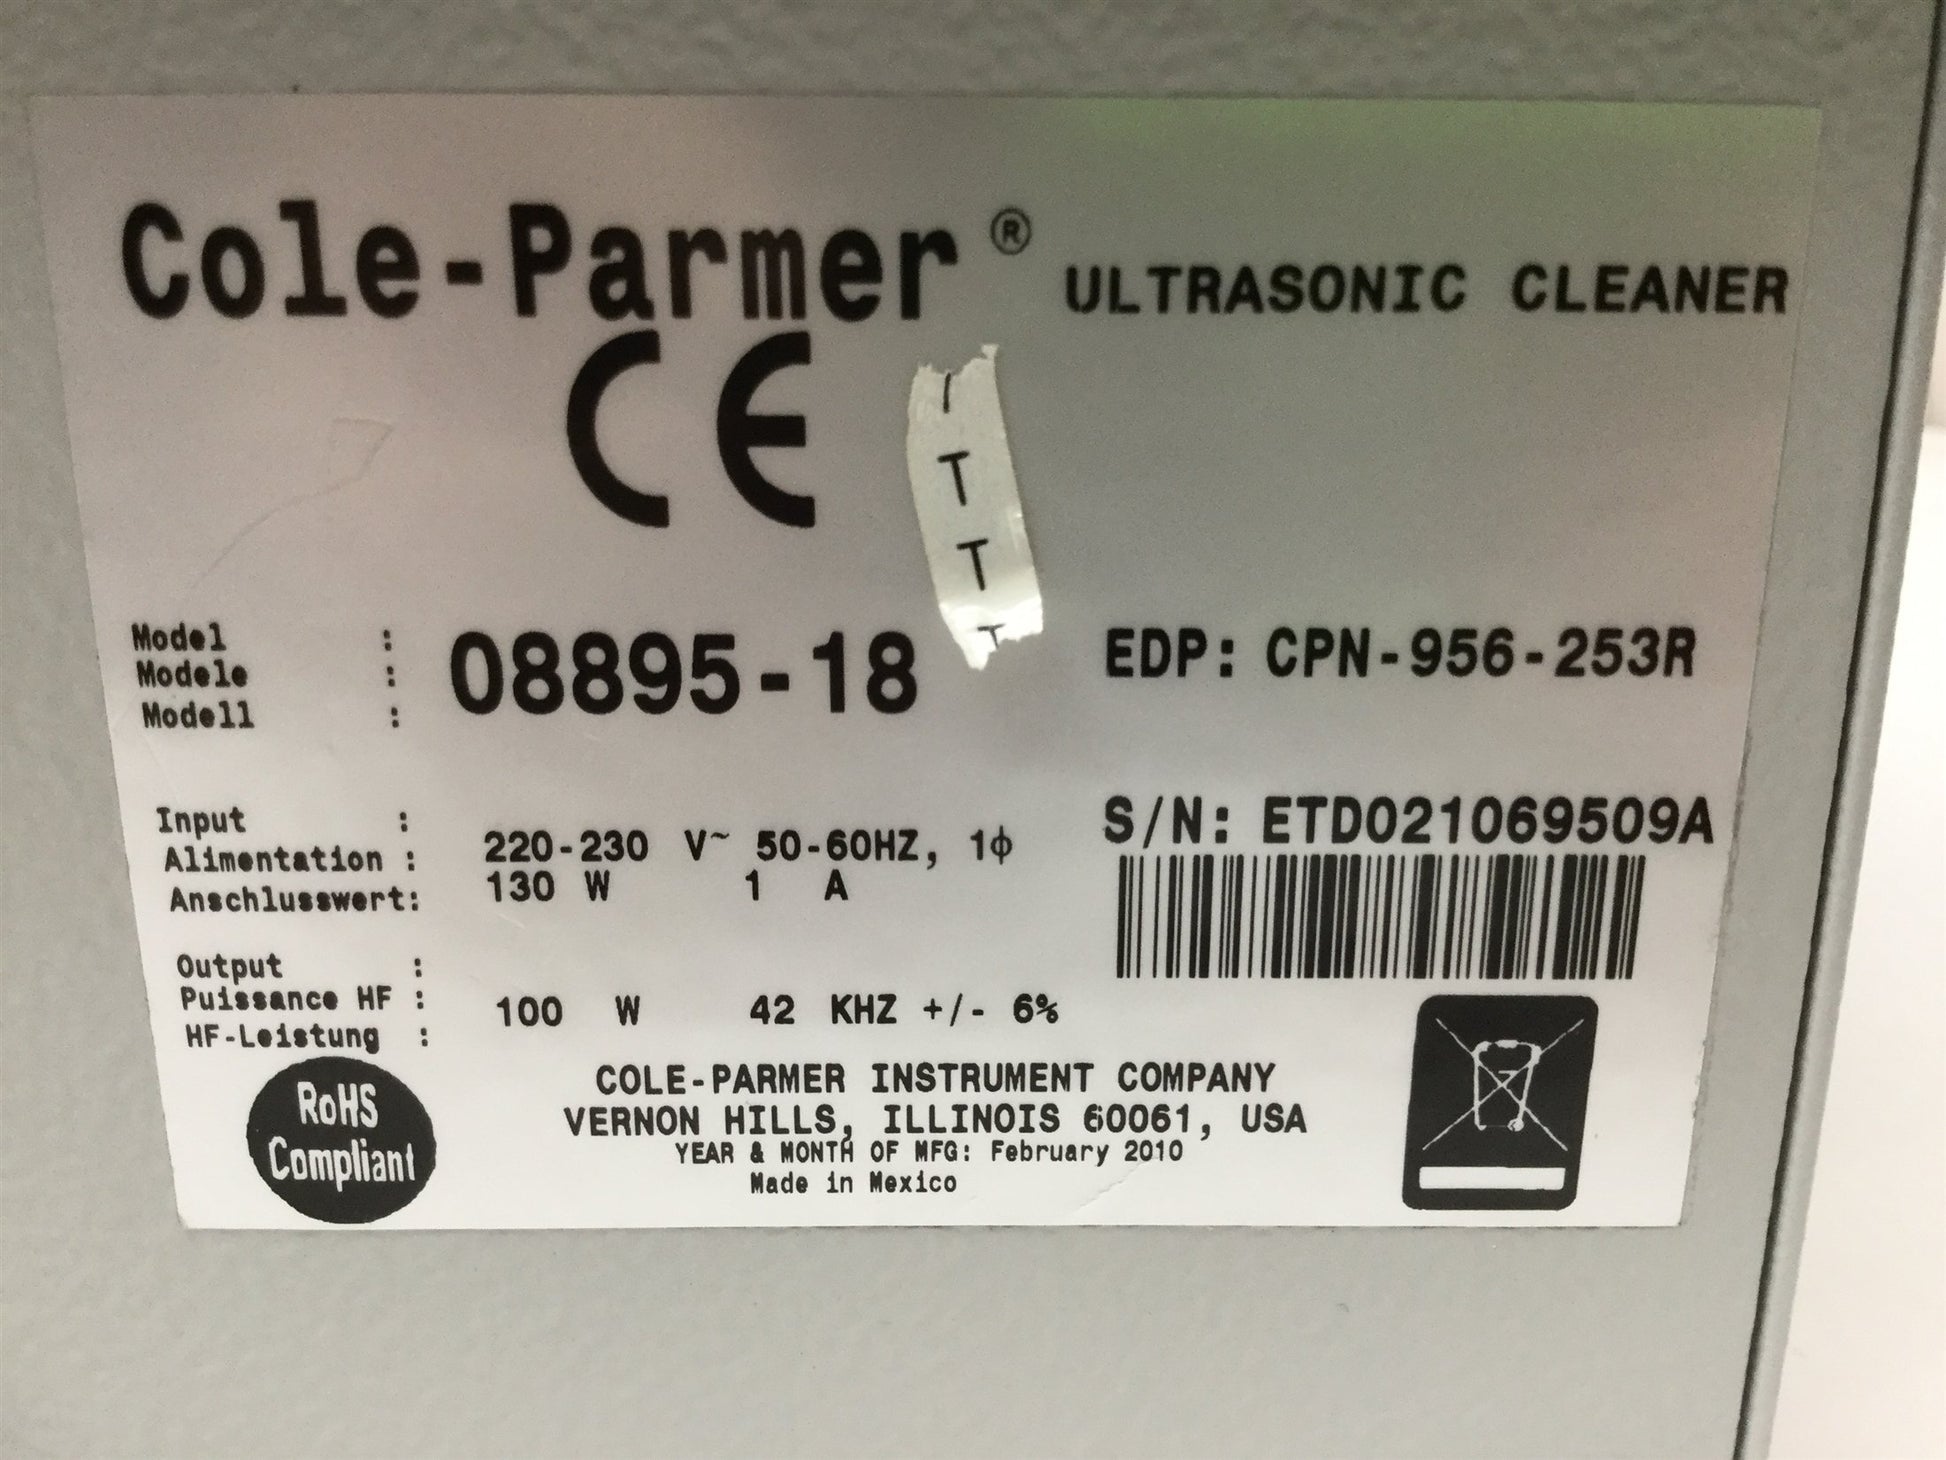 Cole-Parmer® ULTRASONIC CLEANER
CE
T
T
T
Model : 08895-18
Modele :
Modell :
EDP: CPN-956-253R
S/N: ETD021069509A
Input :
Alimentation : 220-230 V~ 50-60HZ, 1ϕ
Anschlusswert: 130 W 1 A
Output :
Puissance HF : 100 W 42 KHZ +/- 6%
HF-Leistung :
RoHS
Compliant
COLE-PARMER INSTRUMENT COMPANY
VERNON HILLS, ILLINOIS 60061, USA
YEAR & MONTH OF MFG: February 2010
Made in Mexico